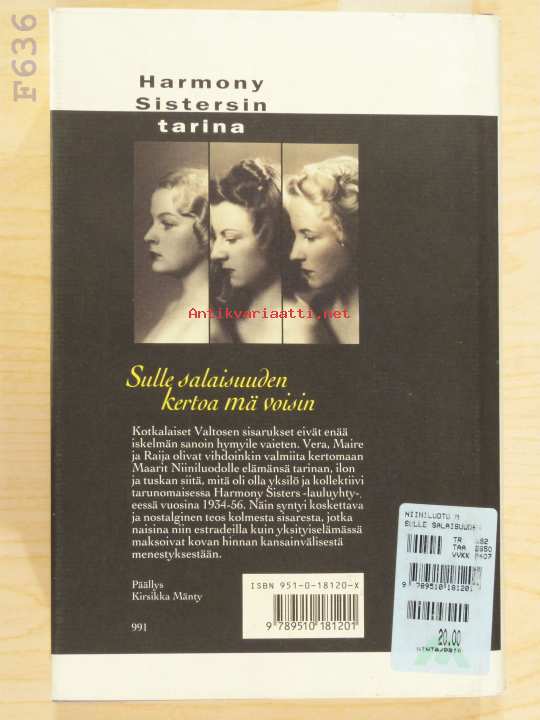 F636
Harmony
Sistersin
tarina
Antikvariaatti.net
Sulle salaisuuden
kertoa mä voisin
Kotkalaiset Valtosen sisarukset eivät enää
iskelmän sanoin hymyile vaieten. Vera, Maire
ja Raija olivat vihdoinkin valmiita kertomaan
Maarit Niiniluodolle elämänsä tarinan, ilon
ja tuskan siitä, mitä oli olla yksilö ja kollektiivi
tarunomaisessa Harmony Sisters -lauluyhty-
eessä vuosina 1934-56. Näin syntyi koskettava
ja nostalginen teos kolmesta sisaresta, jotka
naisina niin estradeilla kuin yksityiselämässä
maksoivat kovan hinnan kansainvälisestä
menestyksestään.
Päällys
Kirsikka Mänty
991
ISBN 951-0-18120-X
9 789510 181201
NIINILUOTO M
SULLE SALAISUUDEN
TR
TAA
VVKK
9 789510 181201
20.00